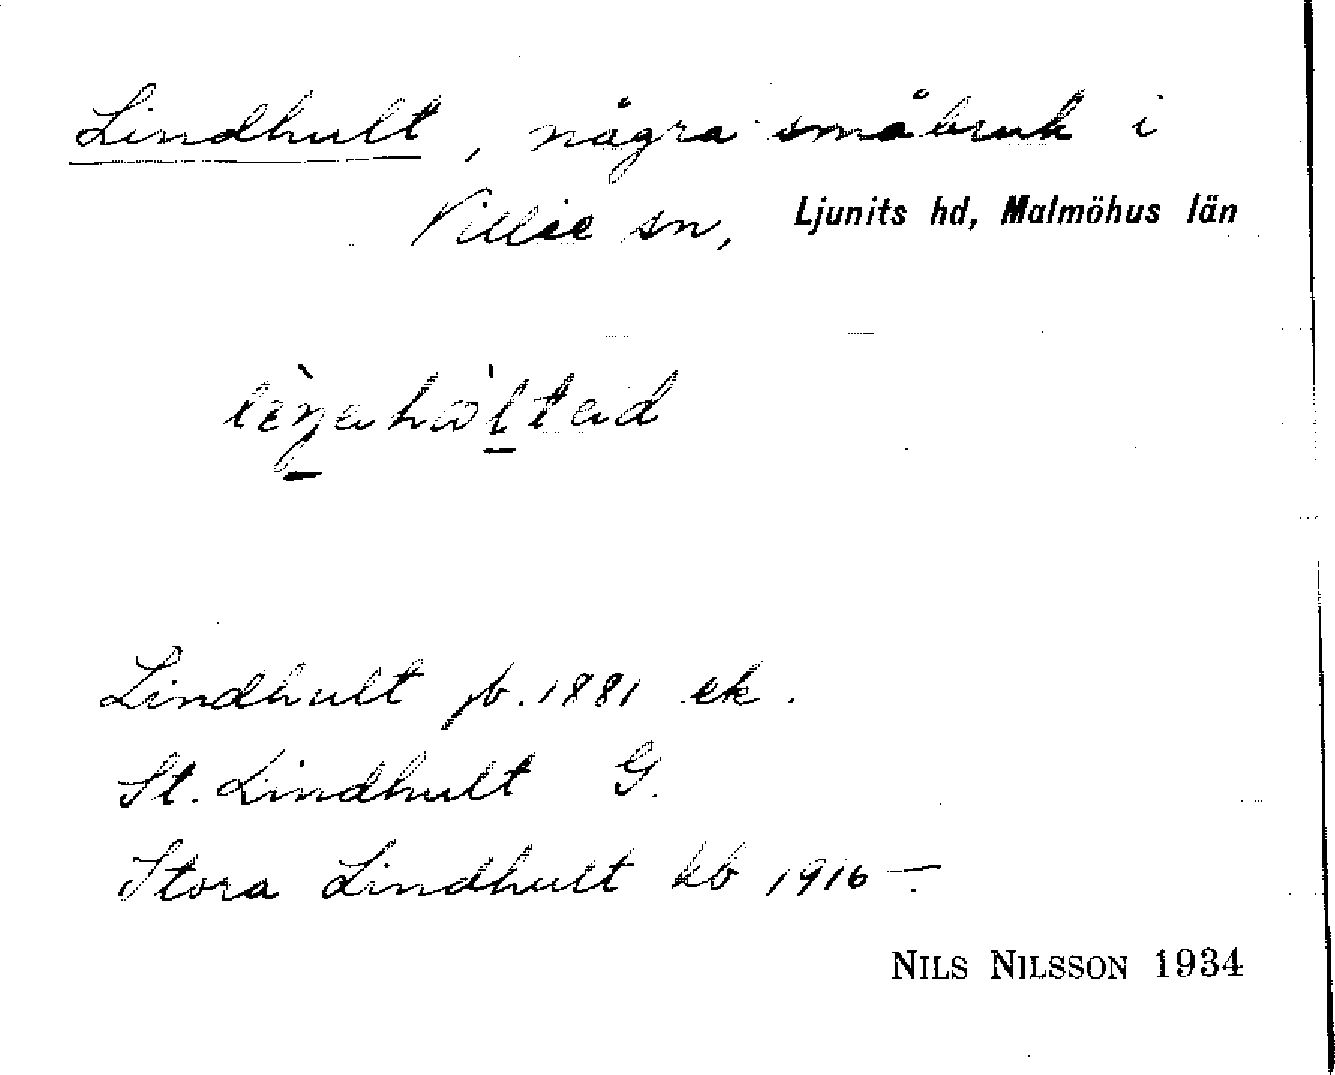 Lindhult, några småbruk i
Villie sn, Ljunits hd, Malmöhus län
Lindhult jb. 1881 ek.
St. Lindhult G.
Stora Lindhult kb 1916 –.
NILS NILSSON 1934